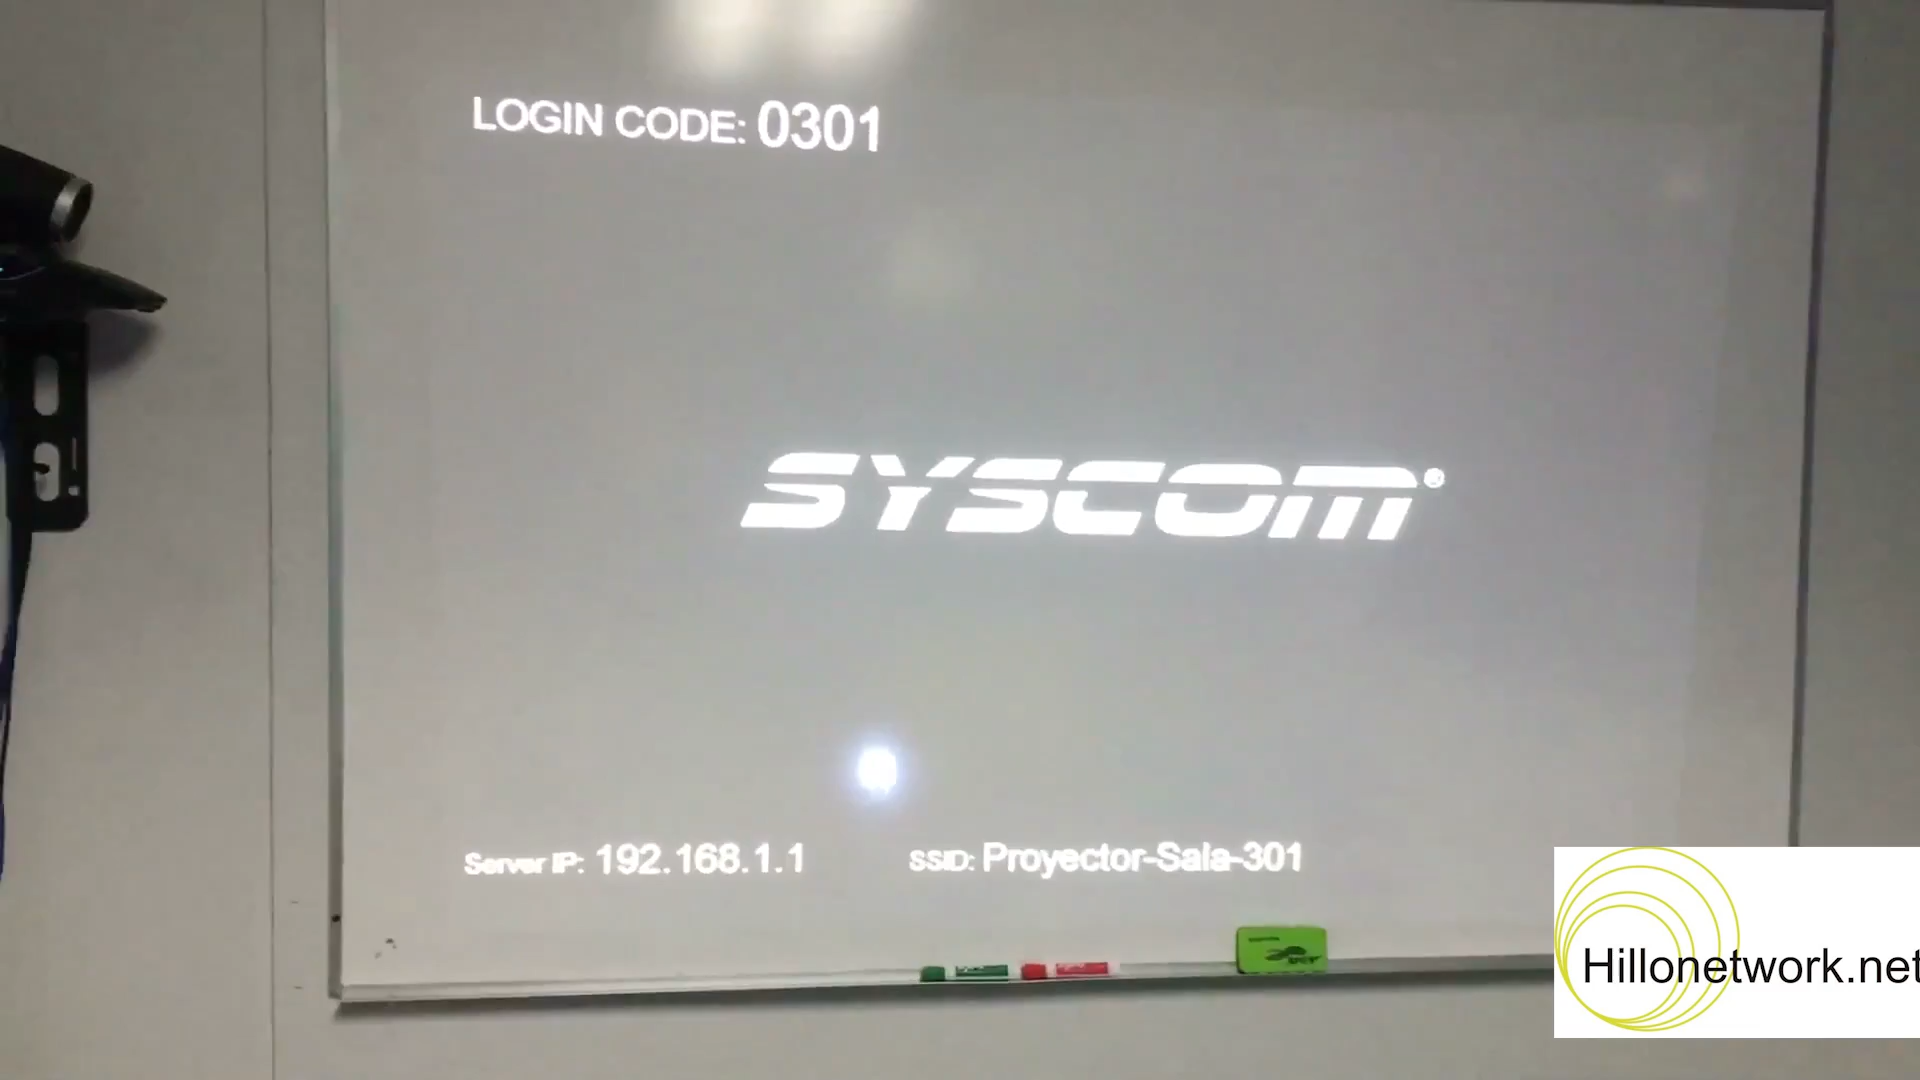 LOGIN CODE: 0301
SYSCOM®
Server IP: 192.168.1.1
SSID: Proyector-Sala-301
Hillonetwork.net